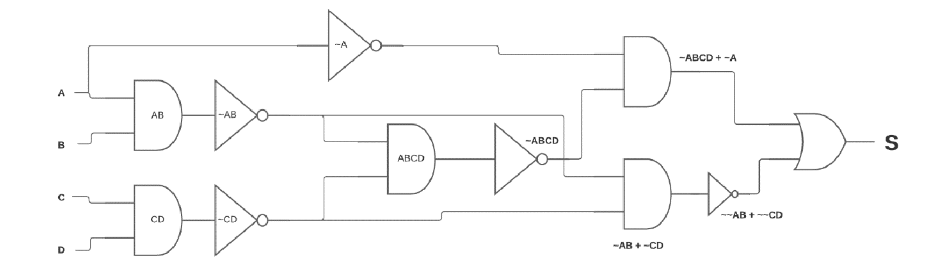 ~A
~ABCD + ~A
A
AB
~AB
B
~ABCD
ABCD
S
C
CD
~CD
D
~~AB + ~~CD
~AB + ~CD